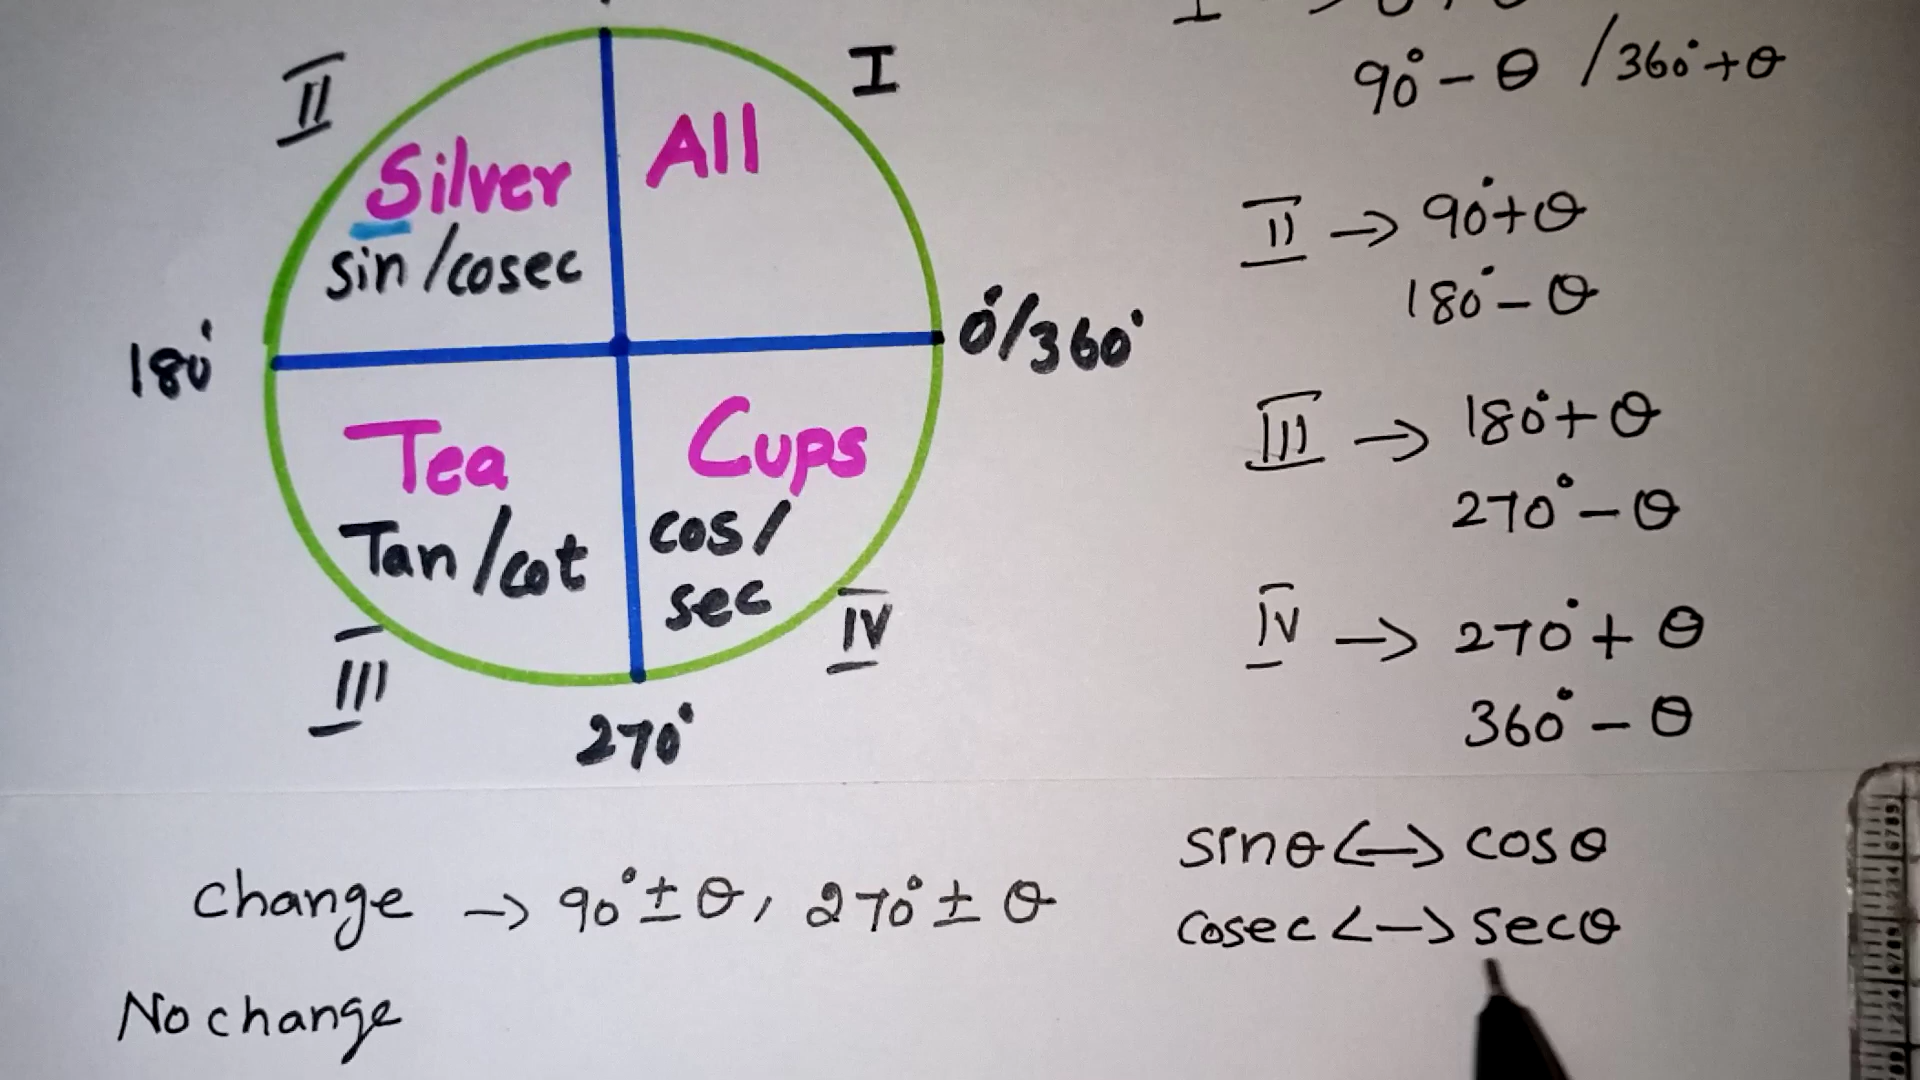 I
II
All
Silver
sin/cosec
180°
0°/360°
Tea
Cups
Tan/cot
cos/
sec
III
IV
270°
90° - θ /360° + θ
II → 90° + θ
180° - θ
III → 180° + θ
270° - θ
IV → 270° + θ
360° - θ
change → 90° ± θ, 270° ± θ
No change
sinθ <-> cosθ
cosec <-> secθ